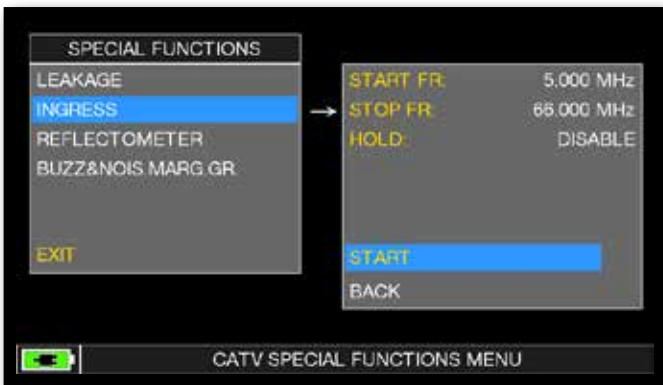 SPECIAL FUNCTIONS
LEAKAGE
INGRESS
REFLECTOMETER
BUZZ&NOIS.MARG.GR.
EXIT
→
START FR: 5.000 MHz
STOP FR: 66.000 MHz
HOLD: DISABLE
START
BACK
CATV SPECIAL FUNCTIONS MENU